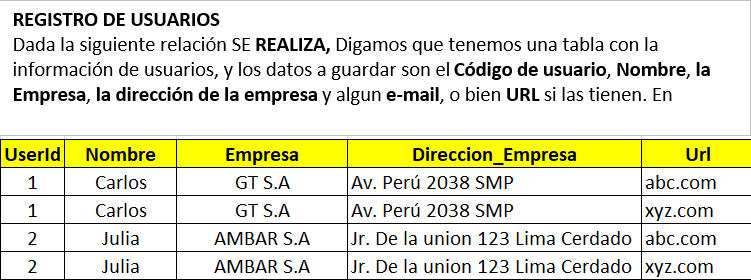 REGISTRO DE USUARIOS
Dada la siguiente relación SE REALIZA, Digamos que tenemos una tabla con la
información de usuarios, y los datos a guardar son el Código de usuario, Nombre, la
Empresa, la dirección de la empresa y algun e-mail, o bien URL si las tienen. En
UserId Nombre Empresa Direccion_Empresa Url
1 Carlos GT S.A Av. Perú 2038 SMP abc.com
1 Carlos GT S.A Av. Perú 2038 SMP xyz.com
2 Julia AMBAR S.A Jr. De la union 123 Lima Cerdado abc.com
2 Julia AMBAR S.A Jr. De la union 123 Lima Cerdado xyz.com